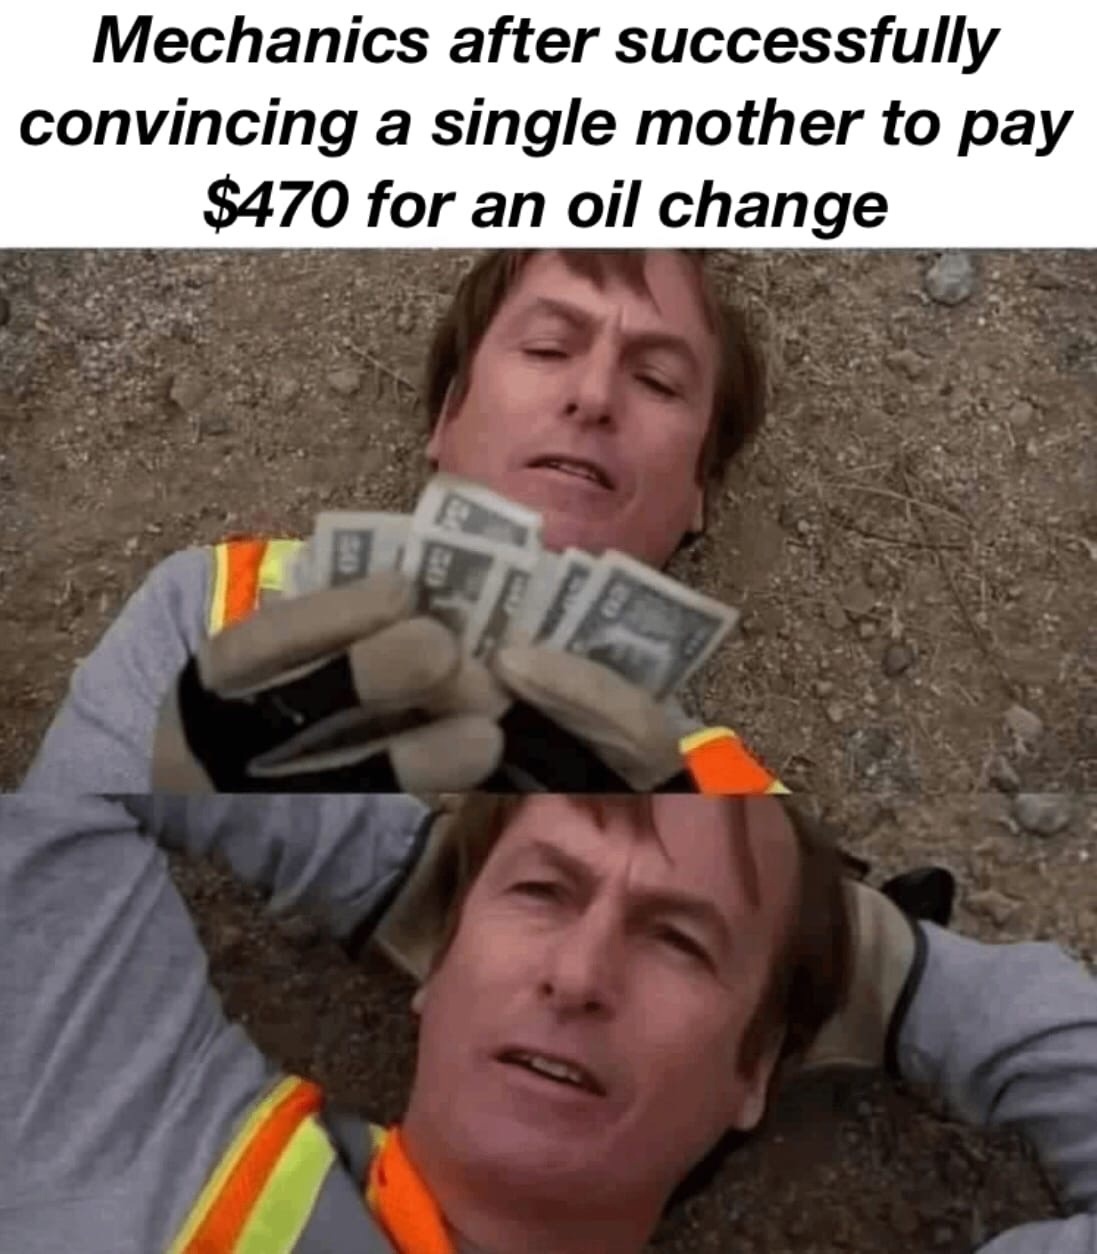 Mechanics after successfully
convincing a single mother to pay
$470 for an oil change